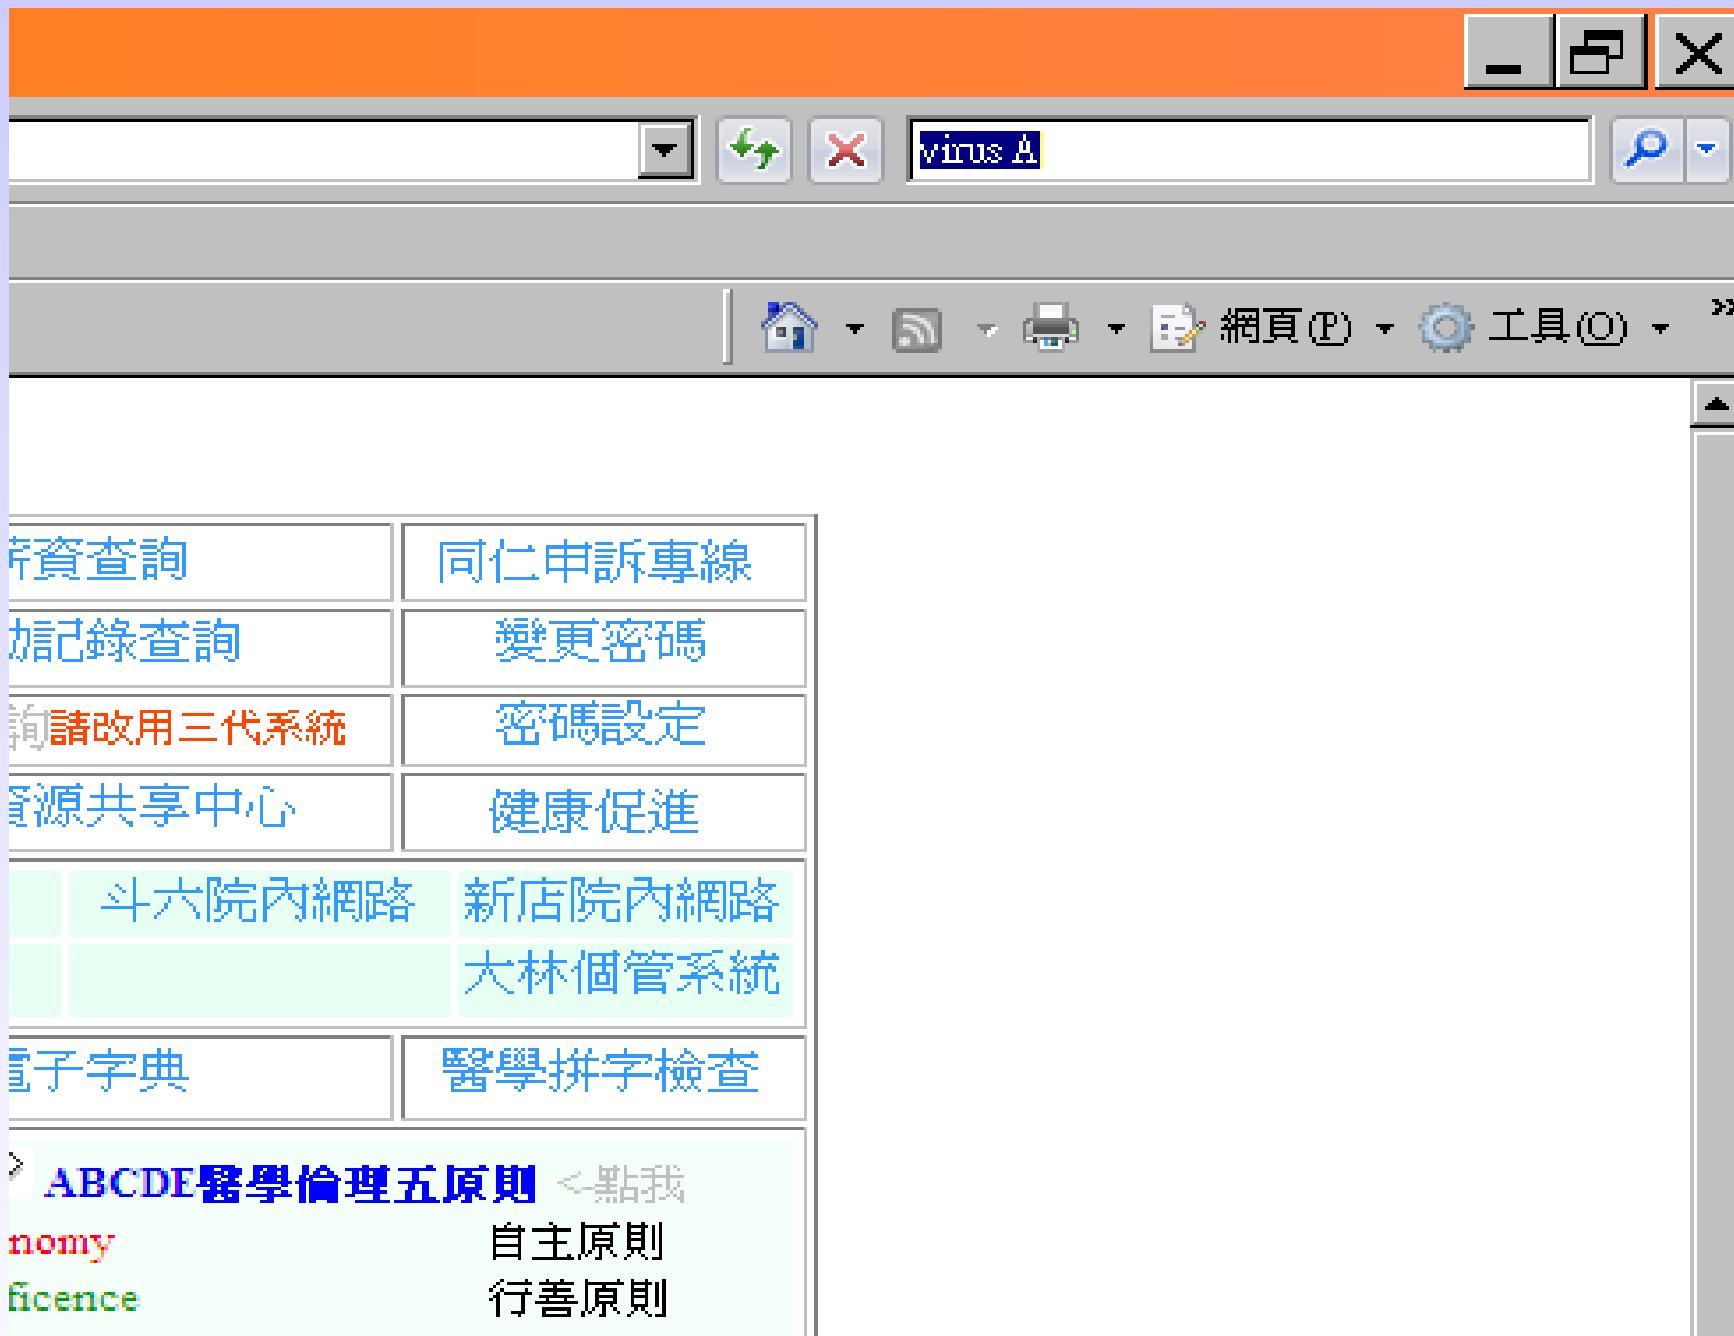 virus A
網頁(P) 工具(O) »
薪資查詢 同仁申訴專線
記錄查詢 變更密碼
詢請改用三代系統 密碼設定
資源共享中心 健康促進
斗六院內網路 新店院內網路
大林個管系統
電子字典 醫學拼字檢查
ABCDE醫學倫理五原則 <-點我
nomy 自主原則
ficence 行善原則